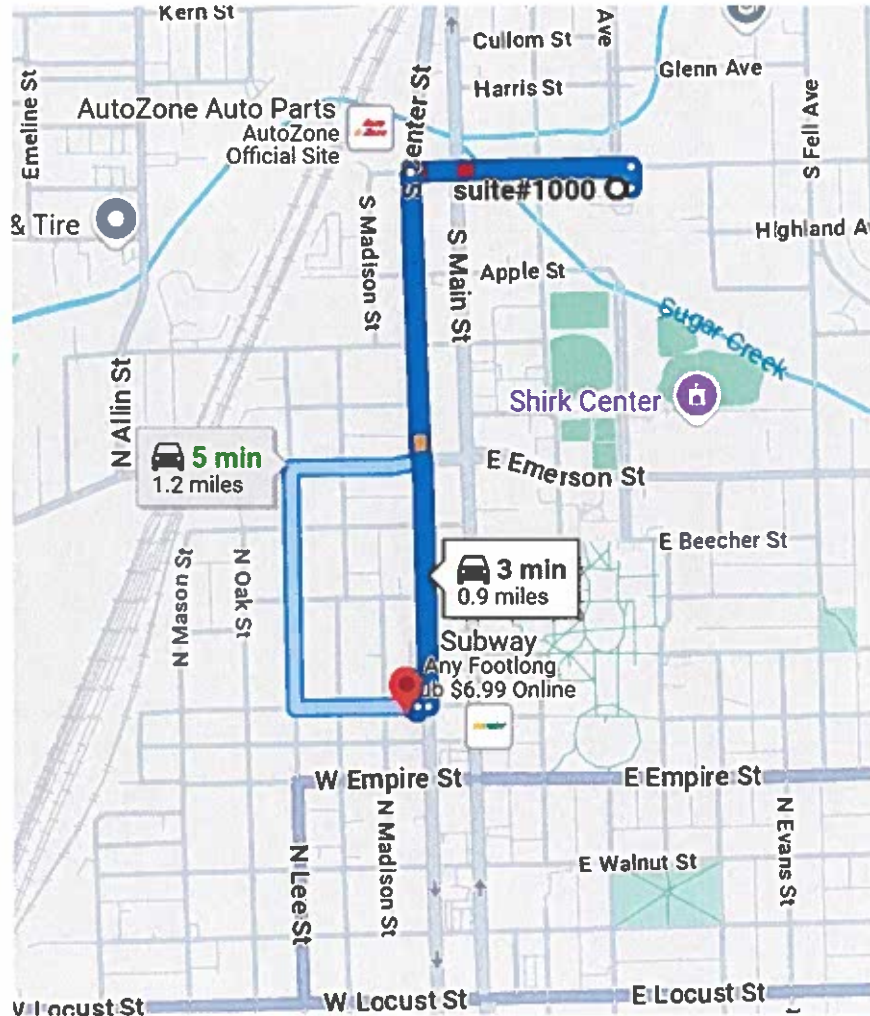 Kern St
Cullom St
Ave
Harris St
Glenn Ave
Emeline St
S Fell Ave
AutoZone Auto Parts
AutoZone
Official Site
S Center St
suite#1000
& Tire
S Madison St
S Main St
Highland Av
Apple St
Sugar Creek
N Allin St
Shirk Center
5 min
1.2 miles
E Emerson St
E Beecher St
N Mason St
N Oak St
3 min
0.9 miles
Subway
Any Footlong
ub $6.99 Online
W Empire St
E Empire St
N Lee St
N Madison St
N Evans St
E Walnut St
W Locust St
W Locust St
E Locust St